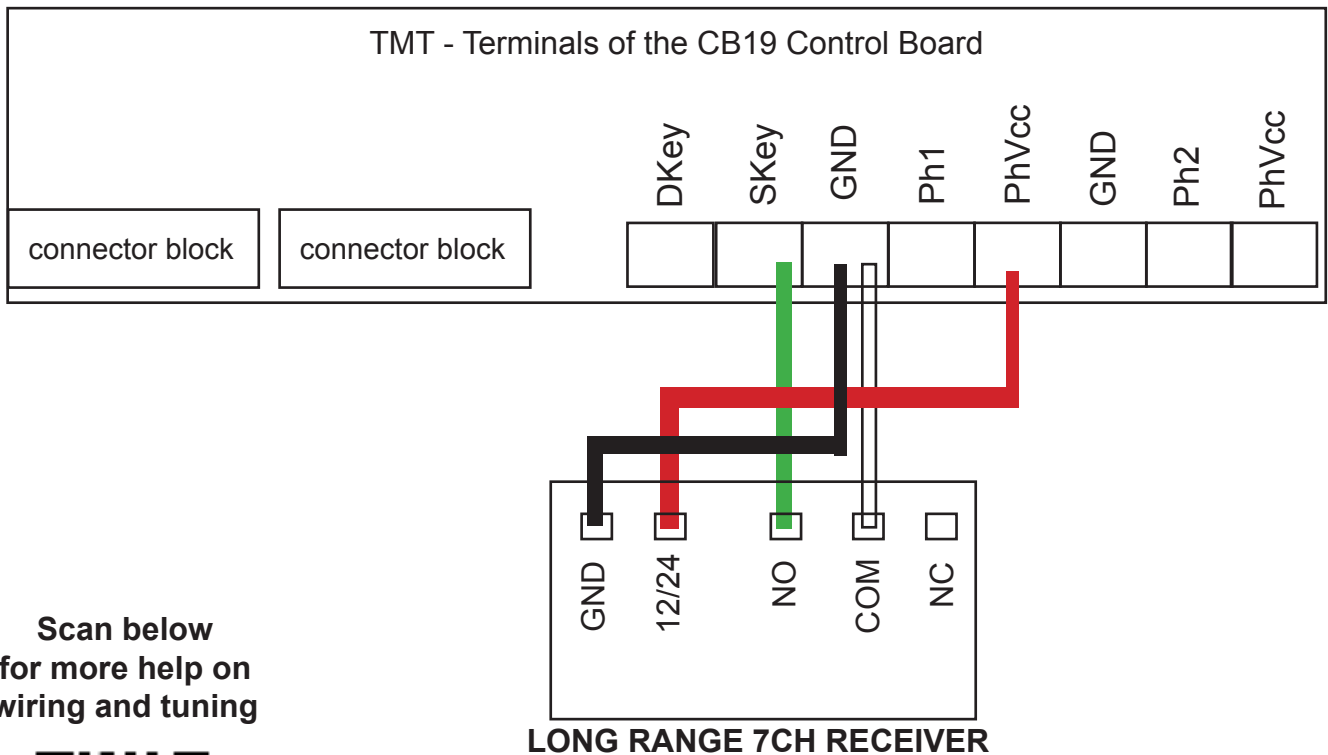 TMT - Terminals of the CB19 Control Board
DKey
SKey
GND
Ph1
PhVcc
GND
Ph2
PhVcc
connector block
connector block
GND
12/24
NO
COM
NC
Scan below
for more help on
wiring and tuning
LONG RANGE 7CH RECEIVER